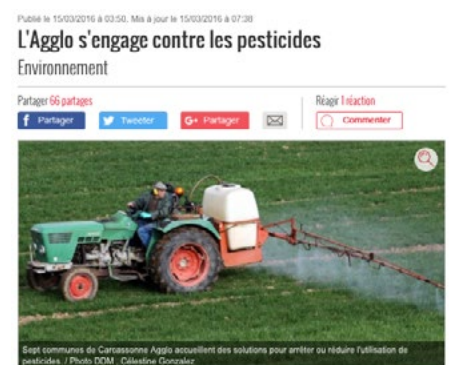 Publié le 15/03/2016 à 03:50, Mis à jour le 15/03/2016 à 07:38
L'Agglo s'engage contre les pesticides
Environnement
Partager 66 partages
Réagir 1 réaction
Partager
Tweeter
G+ Partager
Commenter
Sept communes de Carcassonne Agglo accueillent des solutions pour arrêter ou réduire l'utilisation de
pesticides. / Photo DDM , Célestine Gonzalez